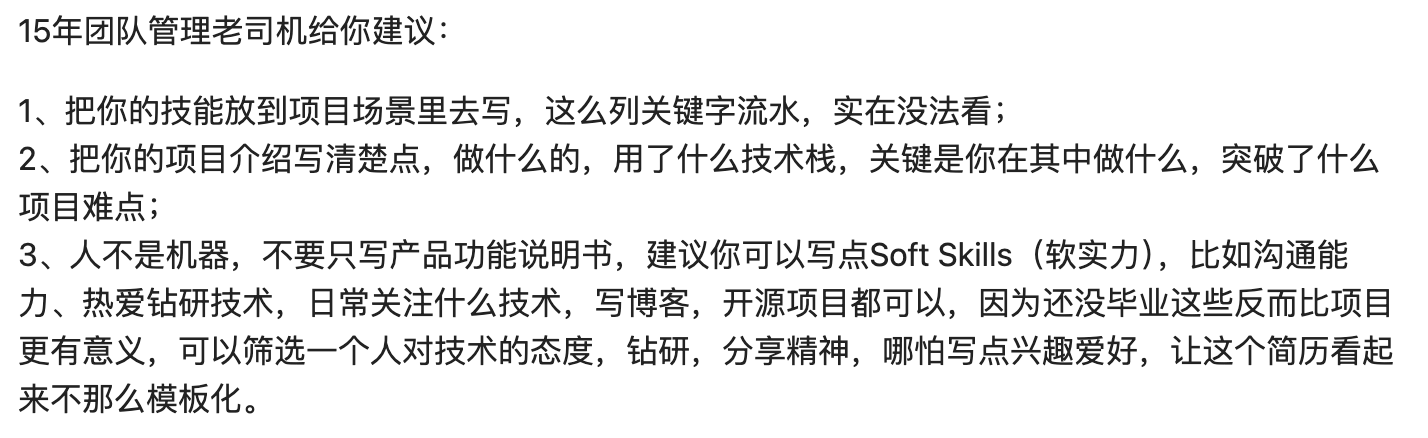 15年团队管理老司机给你建议：
1、把你的技能放到项目场景里去写，这么列关键字流水，实在没法看；
2、把你的项目介绍写清楚点，做什么的，用了什么技术栈，关键是你在其中做什么，突破了什么
项目难点；
3、人不是机器，不要只写产品功能说明书，建议你可以写点Soft Skills（软实力），比如沟通能
力、热爱钻研技术，日常关注什么技术，写博客，开源项目都可以，因为还没毕业这些反而比项目
更有意义，可以筛选一个人对技术的态度，钻研，分享精神，哪怕写点兴趣爱好，让这个简历看起
来不那么模板化。